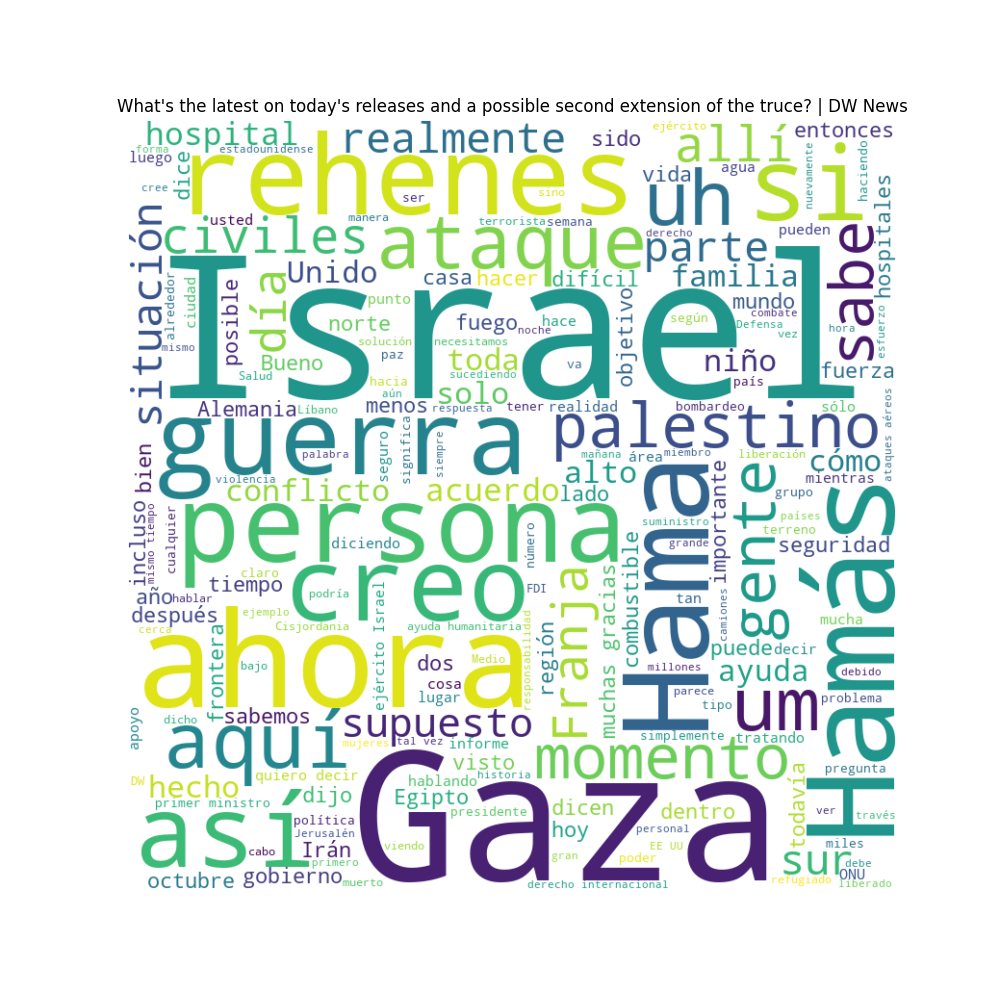 What's the latest on today's releases and a possible second extension of the truce? | DW News
hospital
realmente
sido
ejército
entonces
forma
estadounidense
luego
dice
rehenes
allí
si
nuevamente
haciendo
cree
ser
sino
vida
agua
uh
hospitales
usted
manera
terrorista
semana
derecho
pueden
situación
civiles
ataque
parte
sabe
día
Unido
casa
hacer
difícil
familia
alrededor
ciudad
posible
Israel
punto
objetivo
mundo
combate
norte
fuego
noche
hace
según
Defensa
vez
hora
esfuerzo
mismo
solución
necesitamos
Bueno
paz
toda
va
niño
fuerza
Salud
hacia
sucediendo
país
aún
solo
Alemania
Líbano
menos
respuesta
tener
realidad
bombardeo
sólo
ataques aéreos
guerra
palestino
palabra
seguro
significa
siempre
mañana
área
miembro
liberación
cómo
bien
violencia
alto
mientras
conflicto
acuerdo
lado
importante
gente
grupo
países
incluso
mismo tiempo
cualquier
persona
Hama
Hamás
suministro
terreno
diciendo
número
combustible
grande
seguridad
claro
tiempo
creo
FDI
año
hablar
podría
tan
camiones
después
ejemplo
Cisjordania
ejército Israel
ayuda humanitaria
responsabilidad
región
Franja
muchas gracias
mucha
cerca
ahora
frontera
bajo
dos
Medio
puede
decir
millones
ayuda
debido
cosa
lugar
parece
tipo
problema
apoyo
dicho
sabemos
supuesto
um
aquí
mujeres
tal vez
informe
simplemente
tratando
visto
momento
pregunta
DW
hecho
quiero decir
hablando
historia
todavía
primer ministro
dijo
Egipto
presidente
dicen
dentro
ver
través
así
política
Jerusalén
Gaza
hoy
personal
miles
cabo
Irán
viendo
gran
EE UU
sur
debe
primero
poder
ONU
octubre
gobierno
muerto
derecho internacional
refugiado
liberado